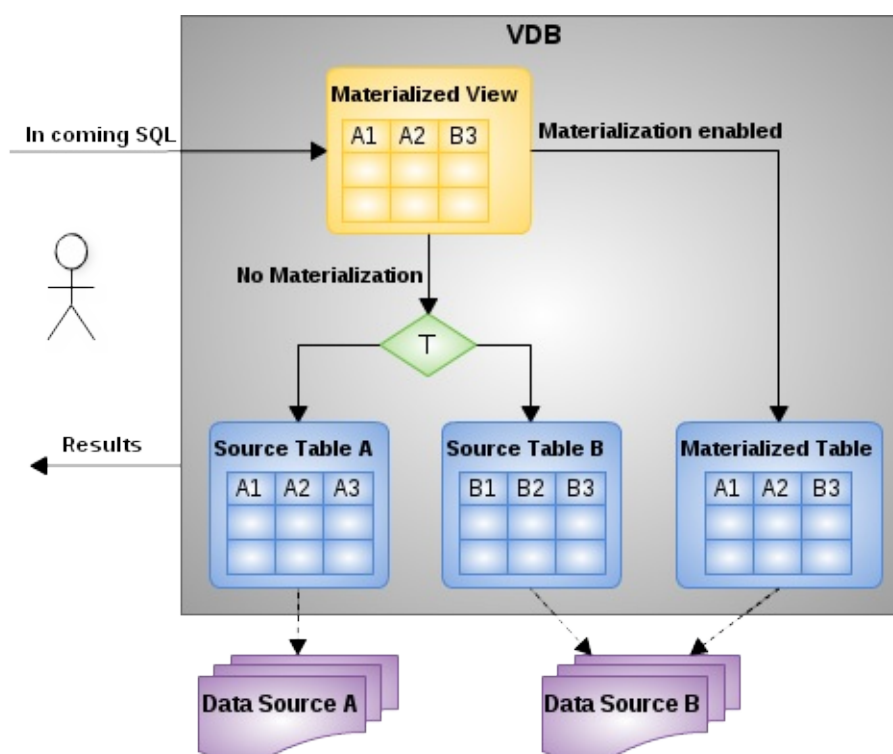 VDB
Materialized View
A1 A2 B3
In coming SQL
Materialization enabled
No Materialization
T
Results
Source Table A
A1 A2 A3
Source Table B
B1 B2 B3
Materialized Table
A1 A2 B3
Data Source A
Data Source B